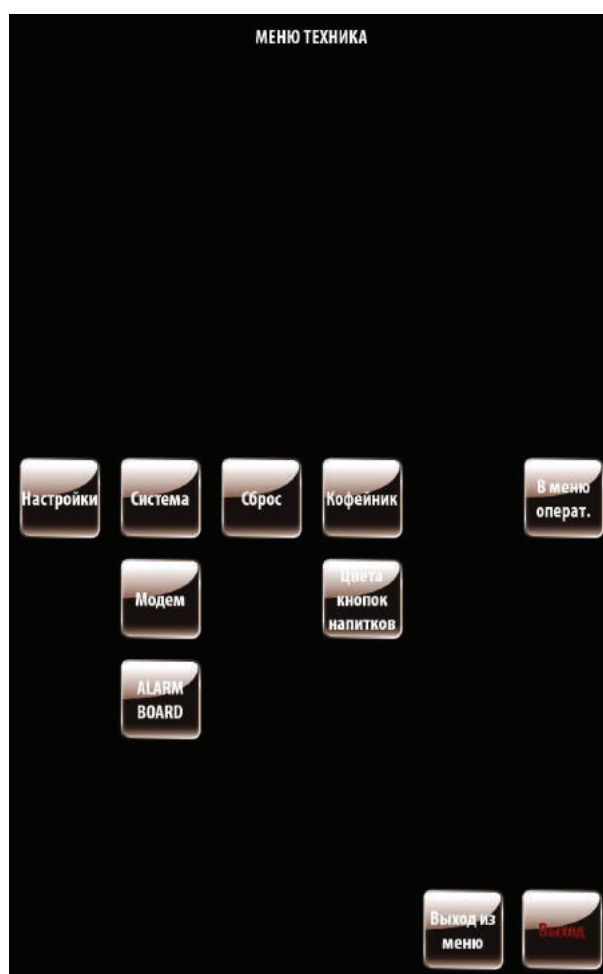 МЕНЮ ТЕХНИКА
Настройки
Система
Сброс
Кофейник
В меню
операт.
Модем
Цвета
кнопок
напитков
ALARM
BOARD
Выход из
меню
Выход